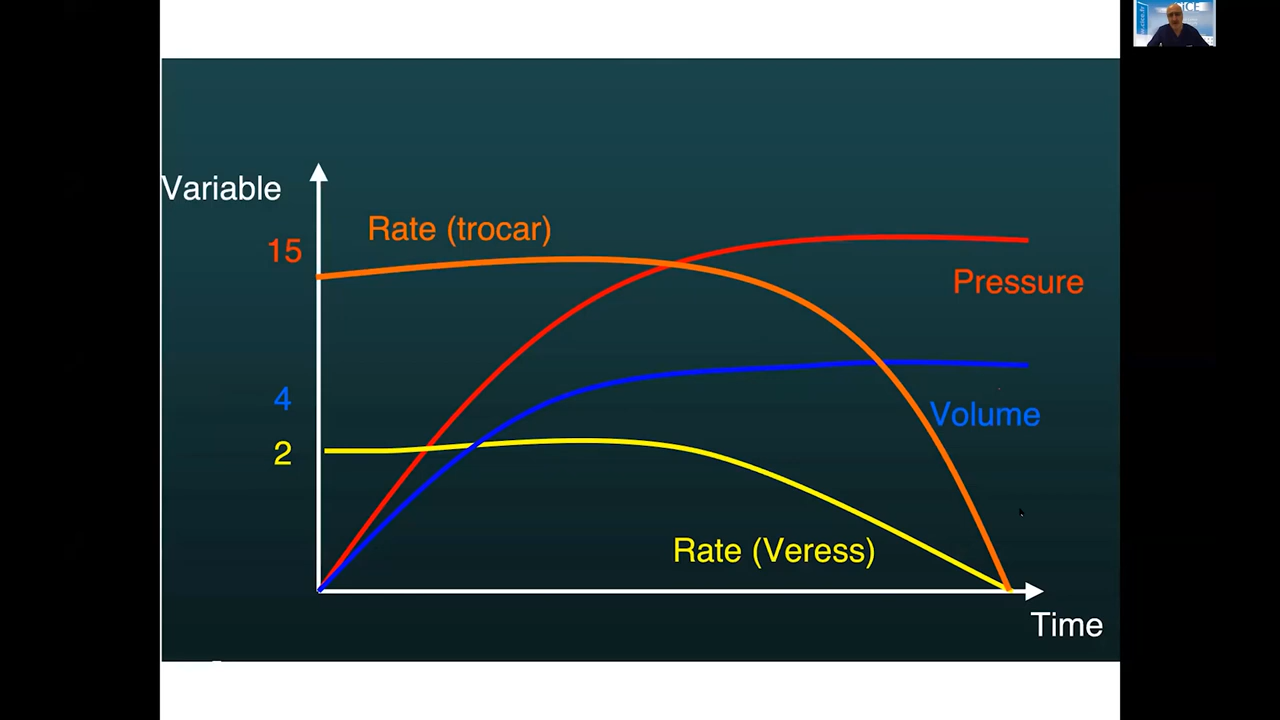 Variable
15
Rate (trocar)
Pressure
4
Volume
2
Rate (Veress)
Time